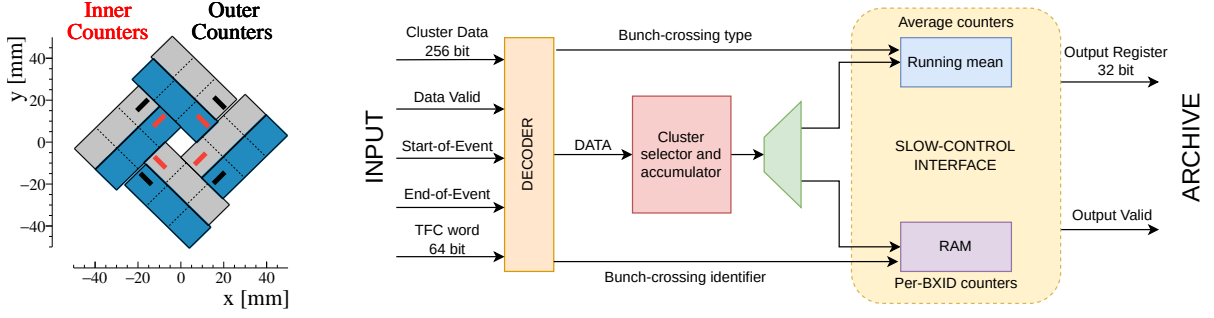 Inner
Counters
Outer
Counters
y [mm]
40
20
0
−20
−40
−40
−20
0
20
40
x [mm]
INPUT
Cluster Data
256 bit
Data Valid
Start-of-Event
End-of-Event
TFC word
64 bit
DECODER
Bunch-crossing type
DATA
Cluster
selector and
accumulator
Bunch-crossing identifier
Average counters
Running mean
SLOW-CONTROL
INTERFACE
RAM
Per-BXID counters
Output Register
32 bit
Output Valid
ARCHIVE